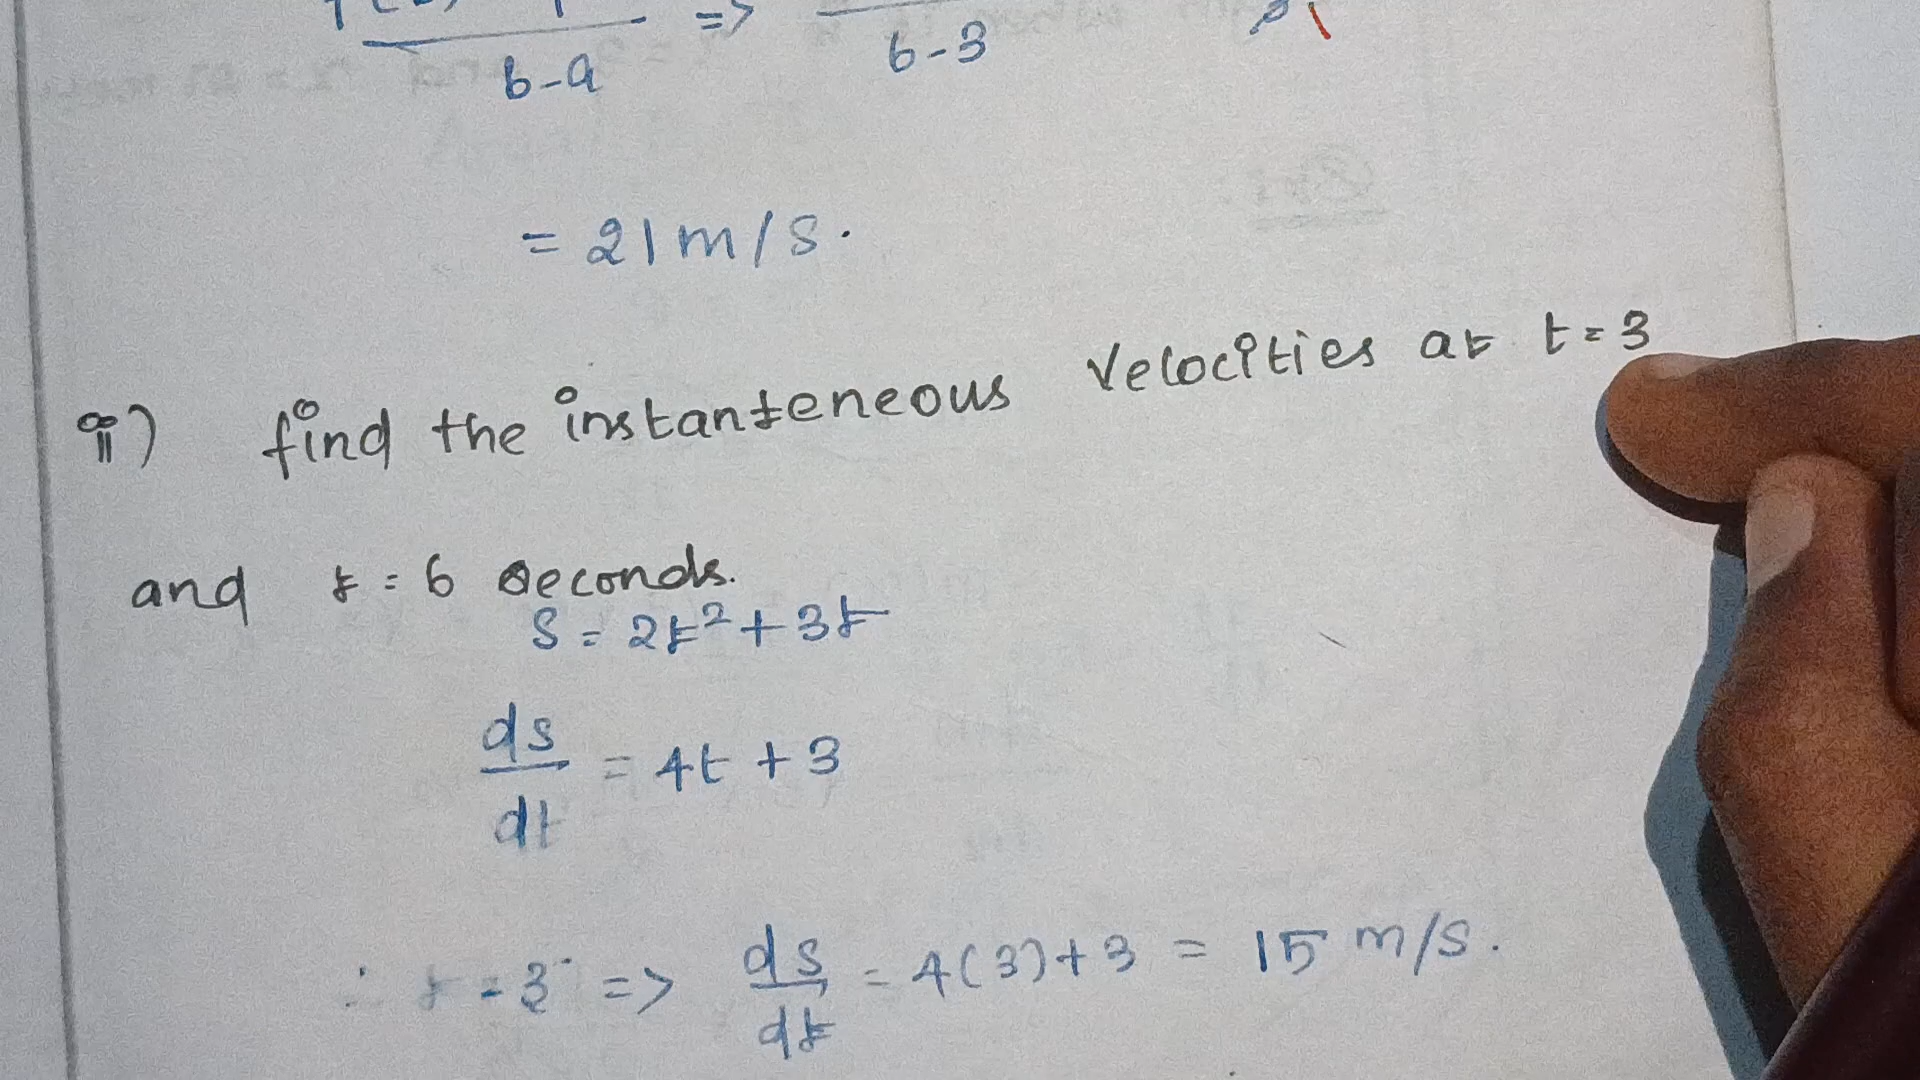 b-a => 6-3
= 21 m/s.
ii) find the instanteneous velocities at t=3
and t = 6 seconds.
S = 2t²+3t
ds/dt = 4t + 3
∴ t = 3 => ds/dt = 4(3)+3 = 15 m/s.